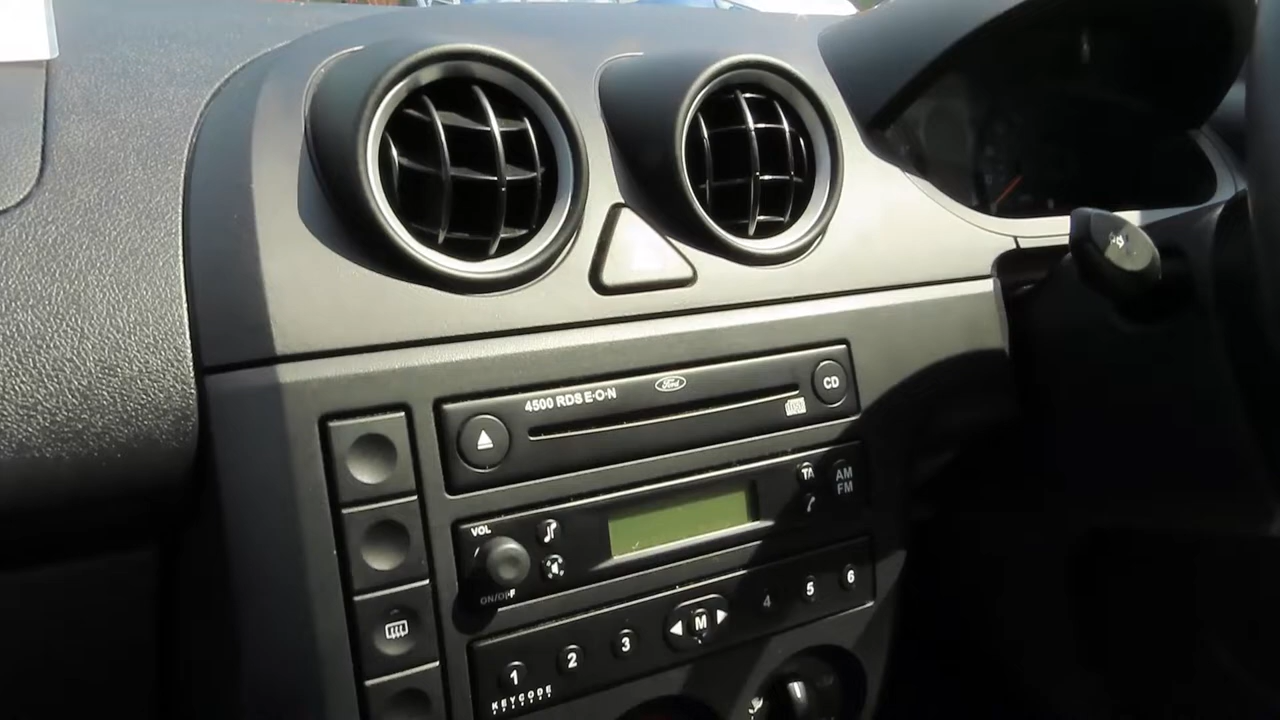 4500 RDS E·O·N
Ford
CD
TA
AM
FM
VOL
ON/OFF
1
2
3
M
4
5
6
KEYCODE